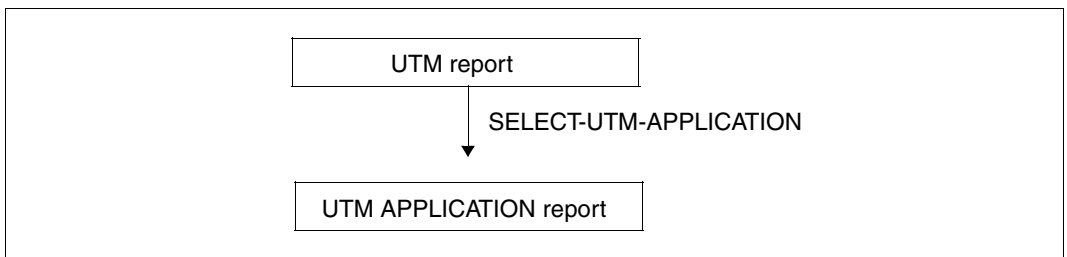 UTM report
SELECT-UTM-APPLICATION
UTM APPLICATION report